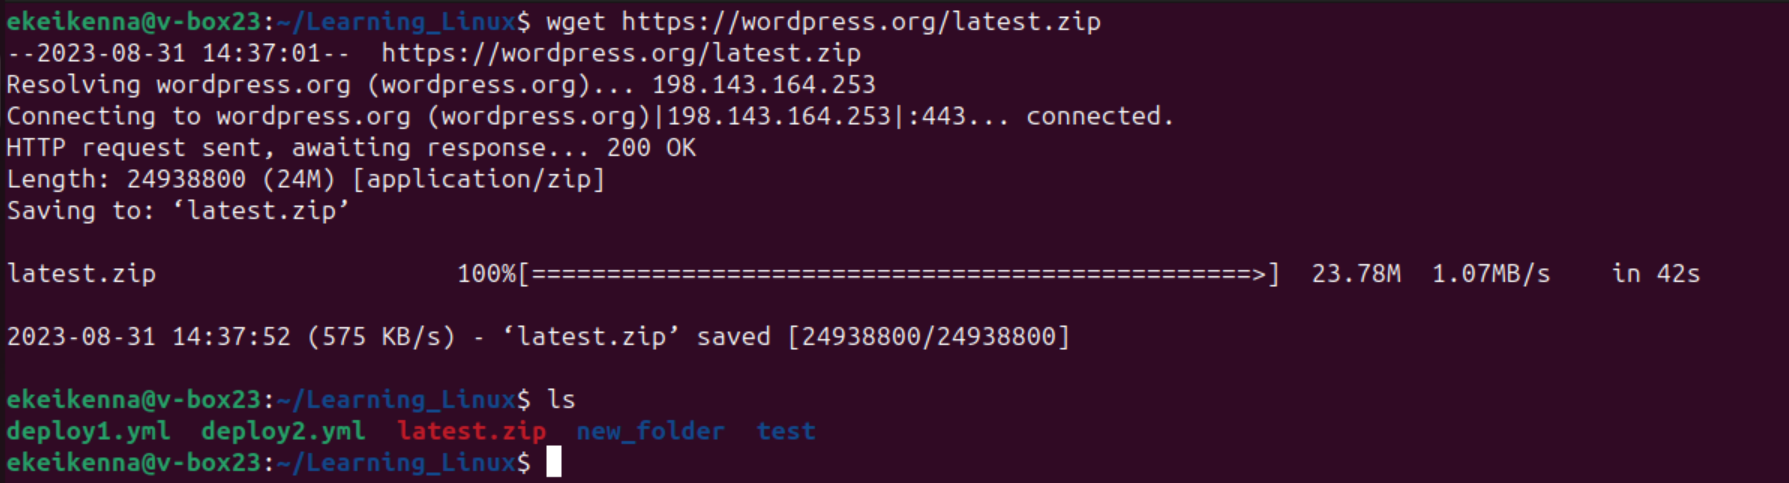 ekeikenna@v-box23:~/Learning_Linux$ wget https://wordpress.org/latest.zip
--2023-08-31 14:37:01--  https://wordpress.org/latest.zip
Resolving wordpress.org (wordpress.org)... 198.143.164.253
Connecting to wordpress.org (wordpress.org)|198.143.164.253|:443... connected.
HTTP request sent, awaiting response... 200 OK
Length: 24938800 (24M) [application/zip]
Saving to: ‘latest.zip’
latest.zip                    100%[================================================>]  23.78M  1.07MB/s    in 42s
2023-08-31 14:37:52 (575 KB/s) - ‘latest.zip’ saved [24938800/24938800]
ekeikenna@v-box23:~/Learning_Linux$ ls
deploy1.yml  deploy2.yml  latest.zip  new_folder  test
ekeikenna@v-box23:~/Learning_Linux$